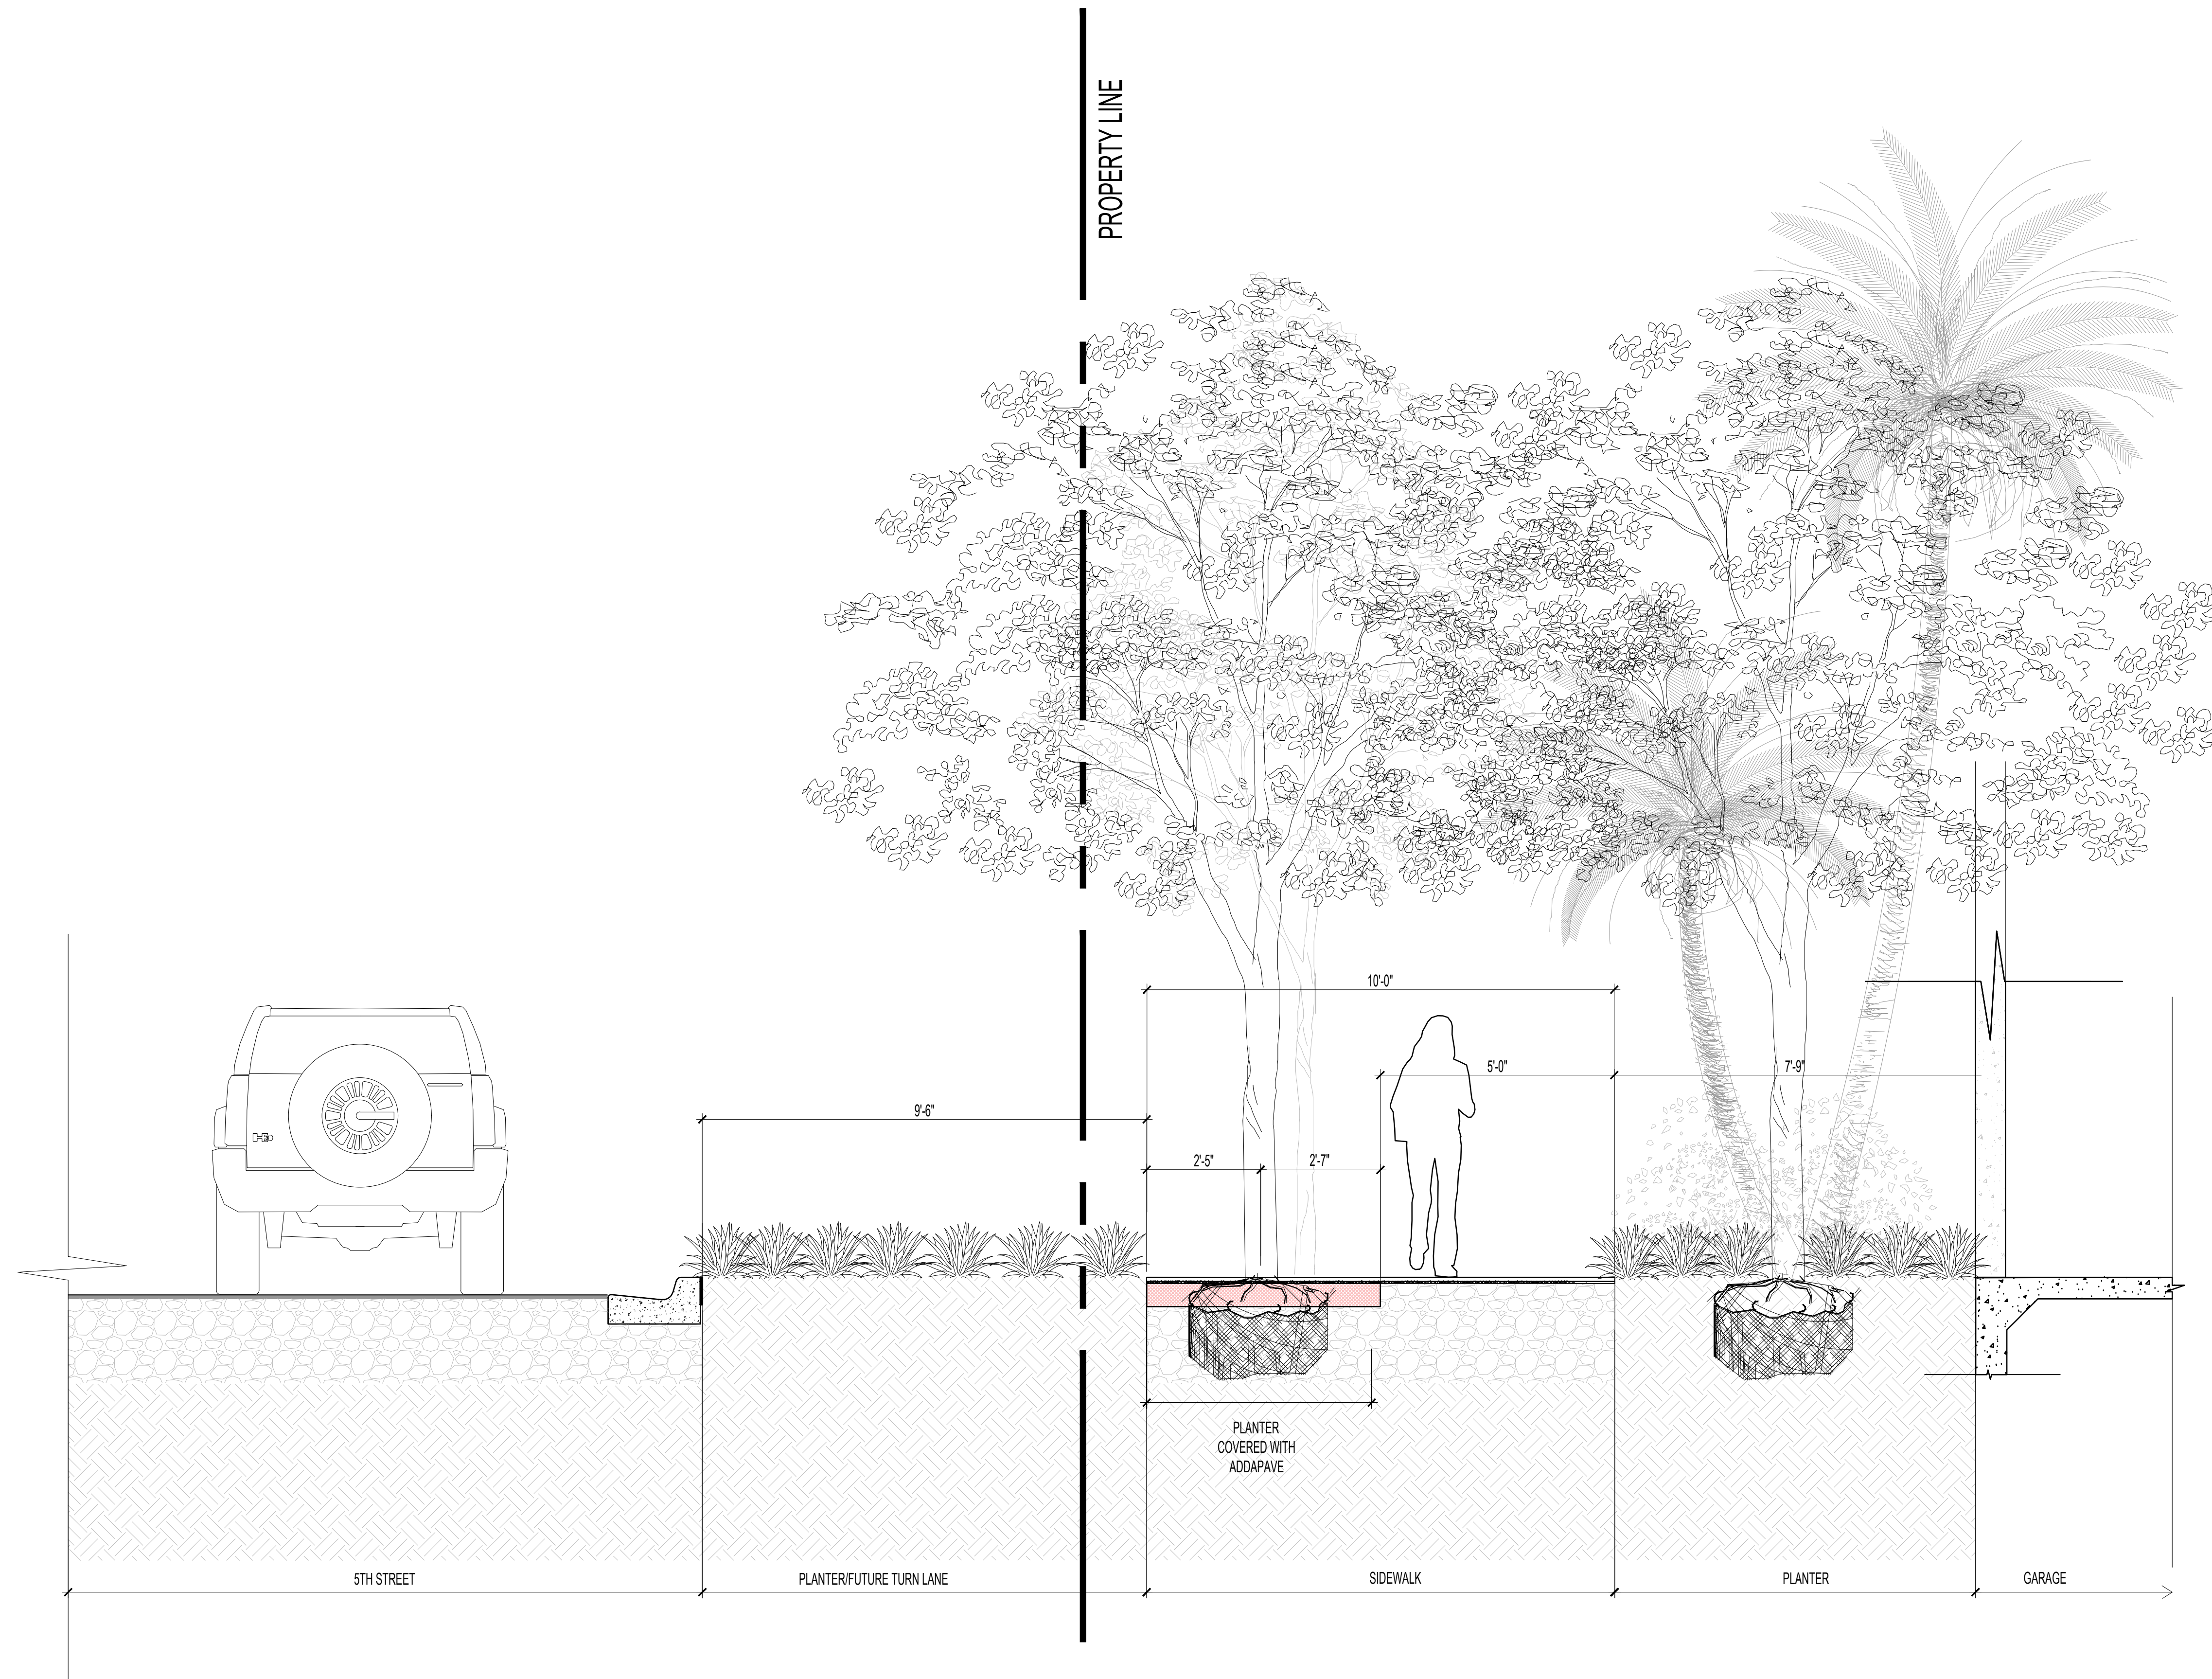 PROPERTY LINE
10'-0"
5'-0"
7'-9"
9'-6"
2'-5"
2'-7"
PLANTER
COVERED WITH
ADDAPAVE
5TH STREET
PLANTER/FUTURE TURN LANE
SIDEWALK
PLANTER
GARAGE